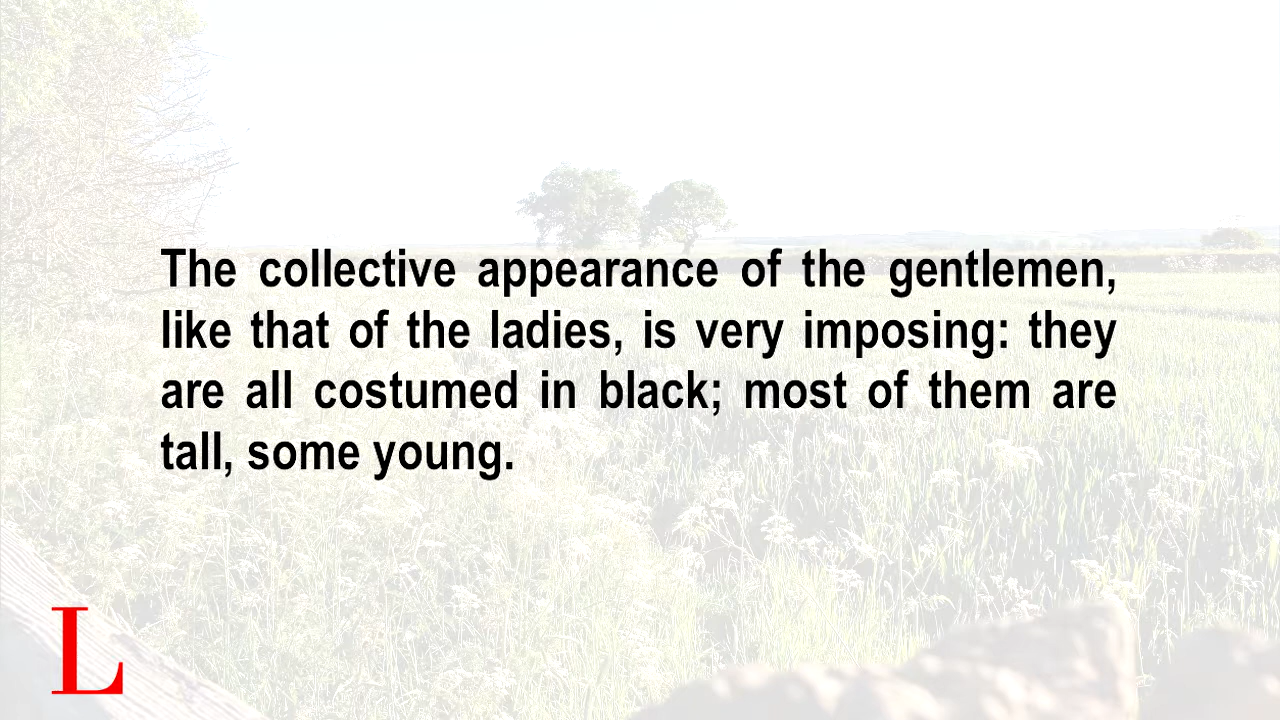 The collective appearance of the gentlemen,
like that of the ladies, is very imposing: they
are all costumed in black; most of them are
tall, some young.
L